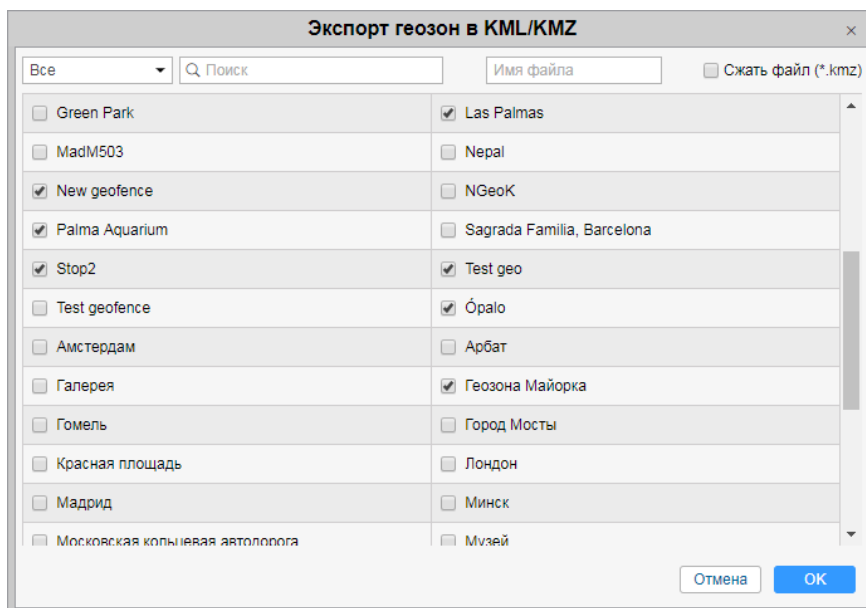 Экспорт геозон в KML/KMZ
Все Поиск Имя файла Сжать файл (*.kmz)
Green Park Las Palmas
MadM503 Nepal
New geofence NGeoK
Palma Aquarium Sagrada Familia, Barcelona
Stop2 Test geo
Test geofence Ópalo
Амстердам Арбат
Галерея Геозона Майорка
Гомель Город Мосты
Красная площадь Лондон
Мадрид Минск
Московская кольцевая автодорога Музей
Отмена OK